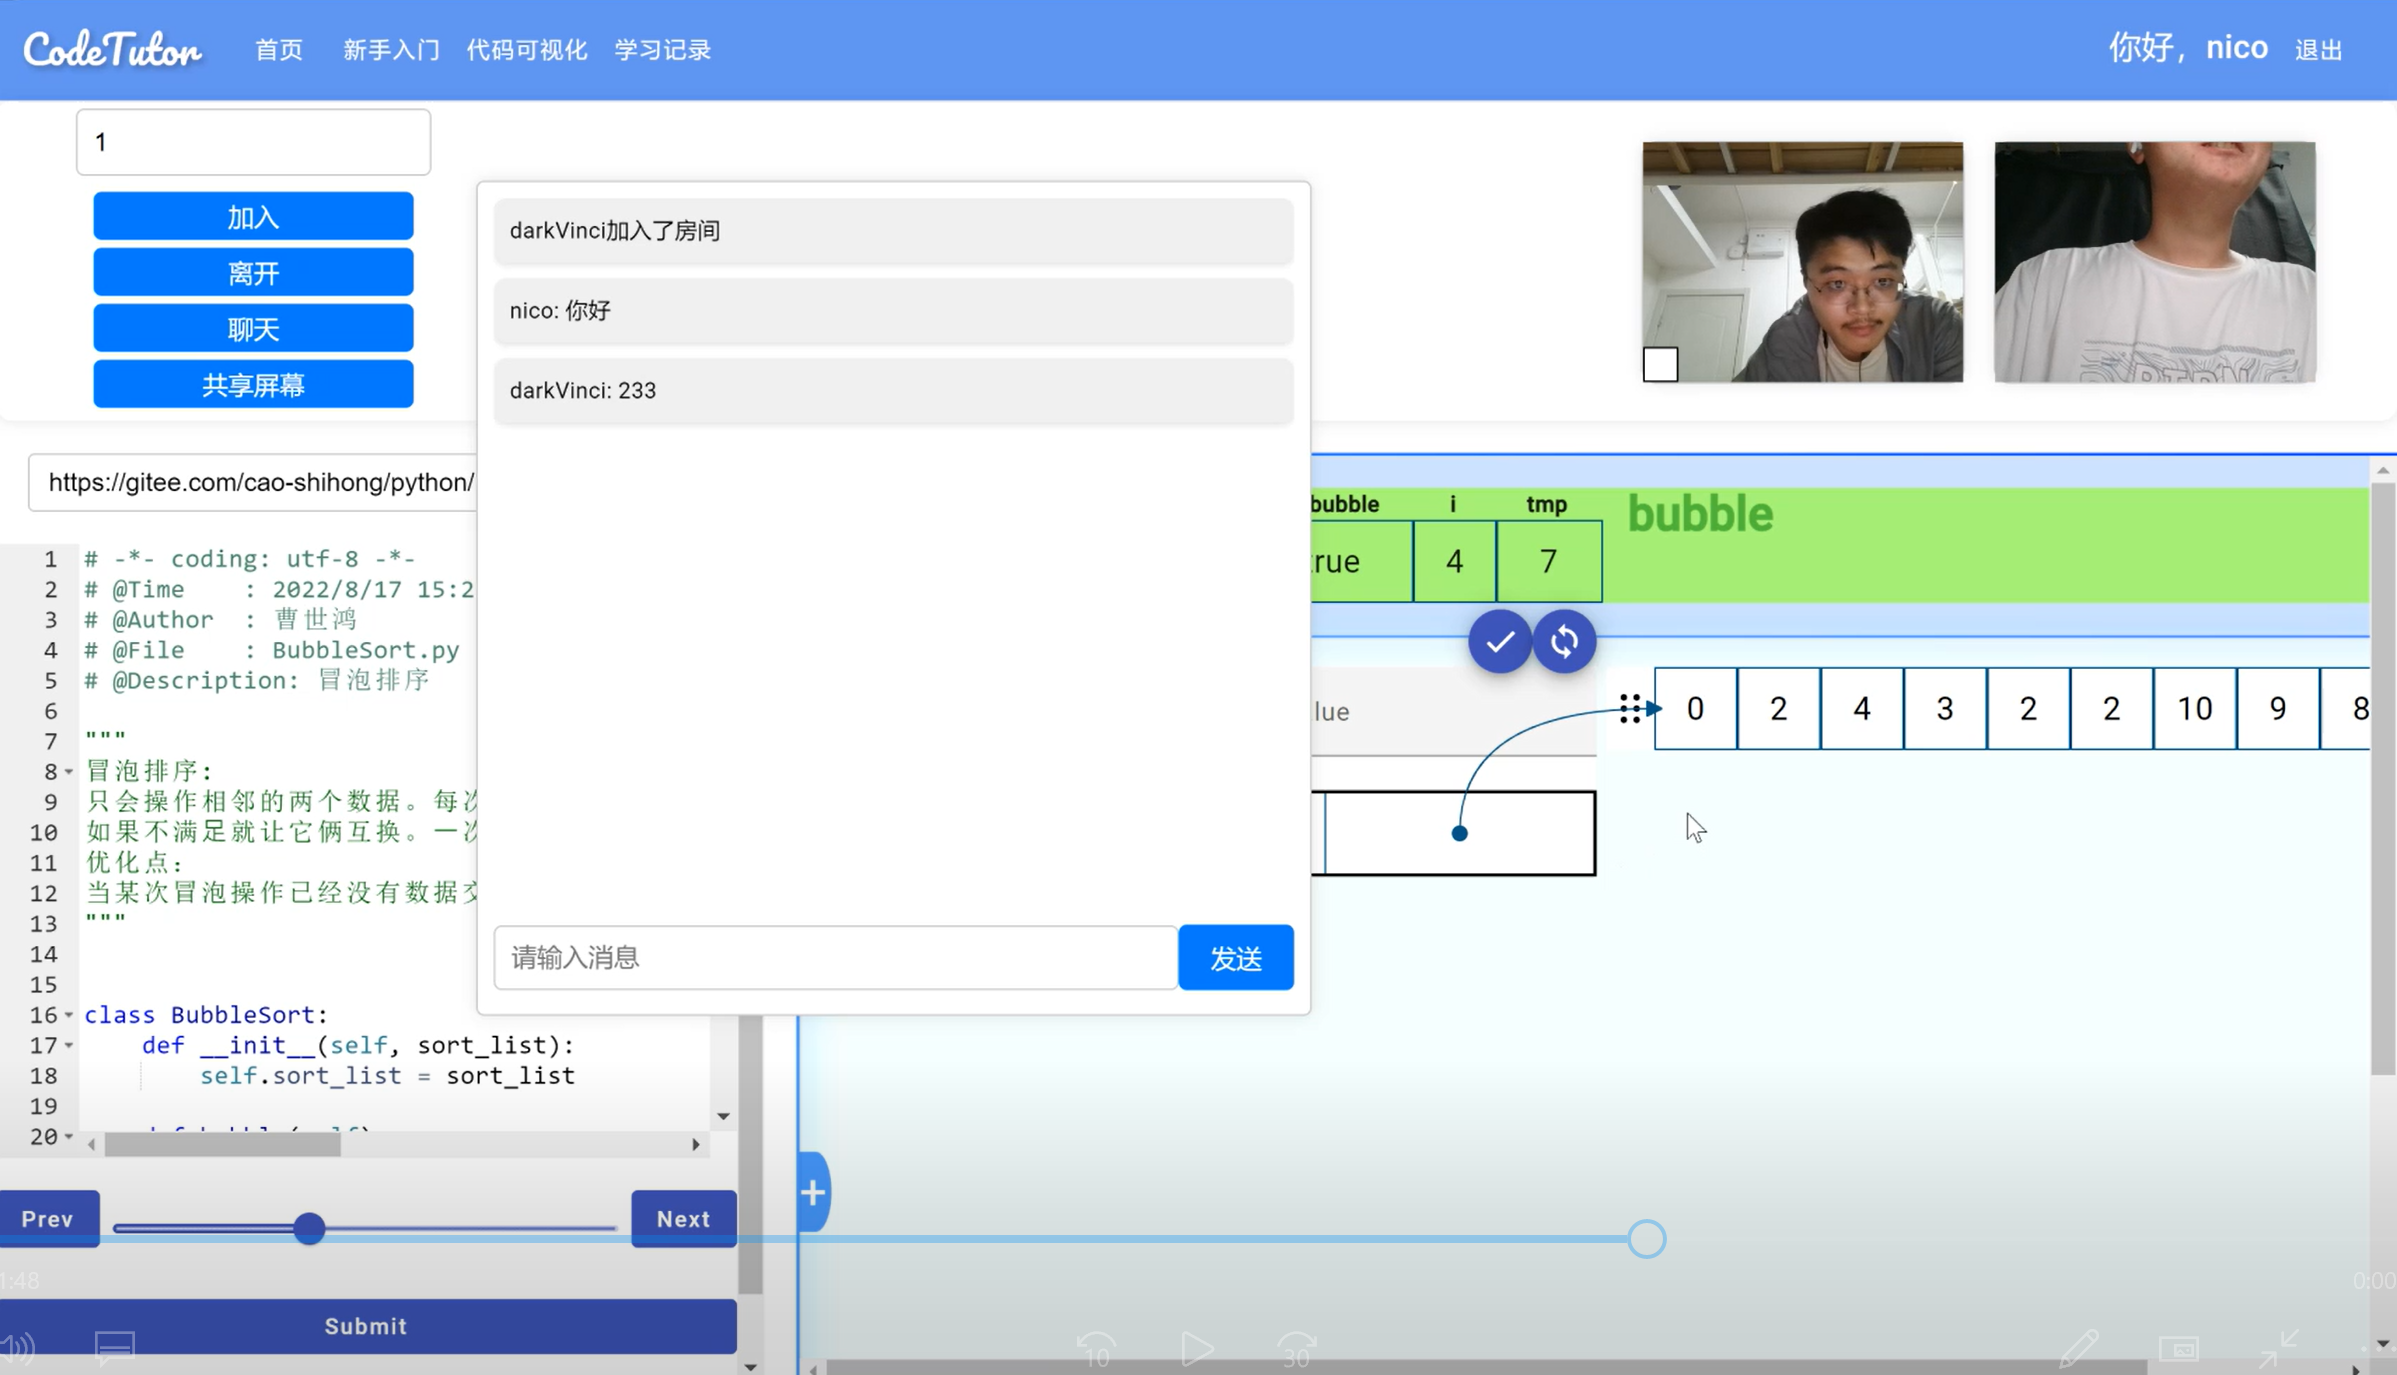 CodeTutor 首页 新手入门 代码可视化 学习记录 你好，nico 退出
1
加入
离开
聊天
共享屏幕
darkVinci加入了房间
nico: 你好
darkVinci: 233
请输入消息 发送
https://gitee.com/cao-shihong/python/
1 # -*- coding: utf-8 -*-
2 # @Time : 2022/8/17 15:2
3 # @Author : 曹世鸿
4 # @File : BubbleSort.py
5 # @Description: 冒泡排序
6
7 """
8 冒泡排序:
9 只会操作相邻的两个数据。每次
10 如果不满足就让它俩互换。一次
11 优化点:
12 当某次冒泡操作已经没有数据交
13 """
14
15
16 class BubbleSort:
17 def __init__(self, sort_list):
18 self.sort_list = sort_list
19
20
bubble i tmp bubble
rue 4 7
lue
0 2 4 3 2 2 10 9 8
+
Prev Next
1:48 0:00
Submit
10 30